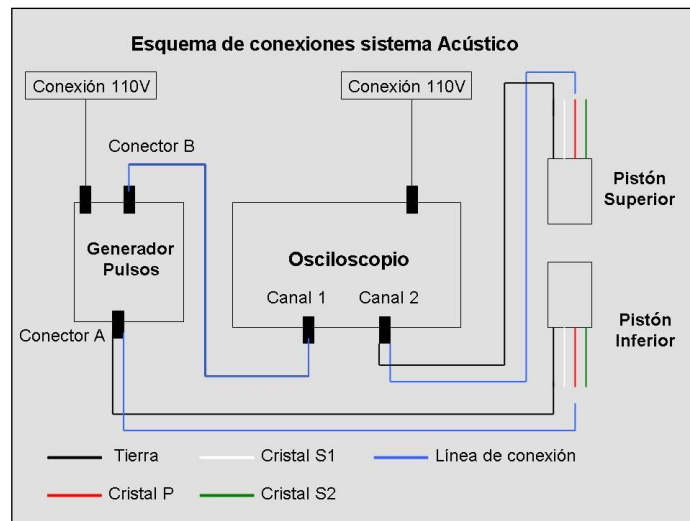 Esquema de conexiones sistema Acústico
Conexión 110V
Conexión 110V
Conector B
Generador
Pulsos
Osciloscopio
Canal 1
Canal 2
Conector A
Pistón
Superior
Pistón
Inferior
Tierra
Cristal S1
Línea de conexión
Cristal P
Cristal S2